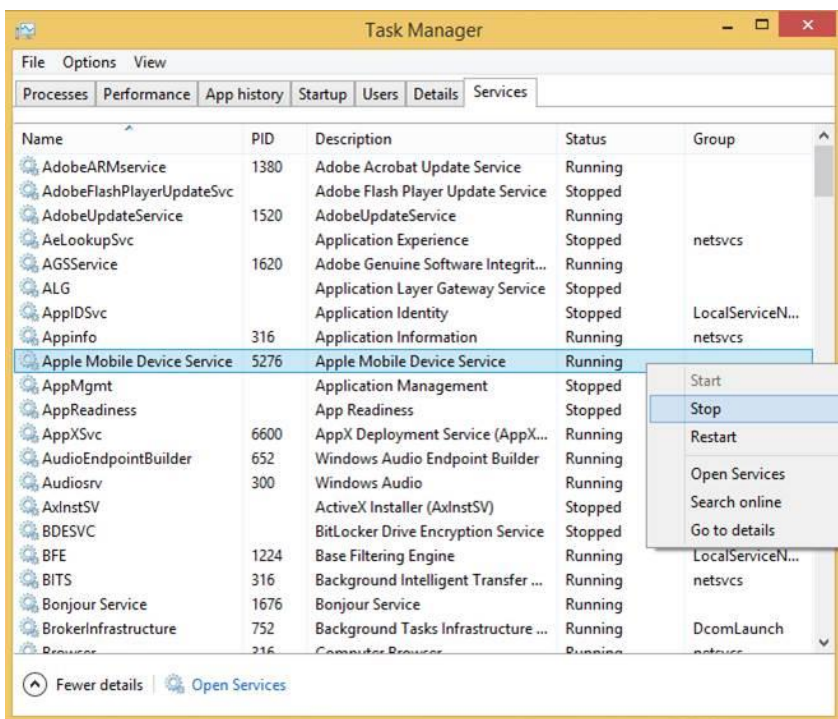 Task Manager
File Options View
Processes Performance App history Startup Users Details Services
Name PID Description Status Group
AdobeARMservice 1380 Adobe Acrobat Update Service Running
AdobeFlashPlayerUpdateSvc Adobe Flash Player Update Service Stopped
AdobeUpdateService 1520 AdobeUpdateService Running
AeLookupSvc Application Experience Stopped netsvcs
AGSService 1620 Adobe Genuine Software Integrit... Running
ALG Application Layer Gateway Service Stopped
AppIDSvc Application Identity Stopped LocalServiceN...
Appinfo 316 Application Information Running netsvcs
Apple Mobile Device Service 5276 Apple Mobile Device Service Running
AppMgmt Application Management Stopped Start
AppReadiness App Readiness Stopped Stop
AppXSvc 6600 AppX Deployment Service (AppX... Running Restart
AudioEndpointBuilder 652 Windows Audio Endpoint Builder Running
Audiosrv 300 Windows Audio Running Open Services
AxInstSV ActiveX Installer (AxInstSV) Stopped Search online
BDESVC BitLocker Drive Encryption Service Stopped Go to details
BFE 1224 Base Filtering Engine Running LocalServiceN...
BITS 316 Background Intelligent Transfer ... Running netsvcs
Bonjour Service 1676 Bonjour Service Running
BrokerInfrastructure 752 Background Tasks Infrastructure ... Running DcomLaunch
Browser 316 Computer Browser Running netsvcs
Fewer details Open Services